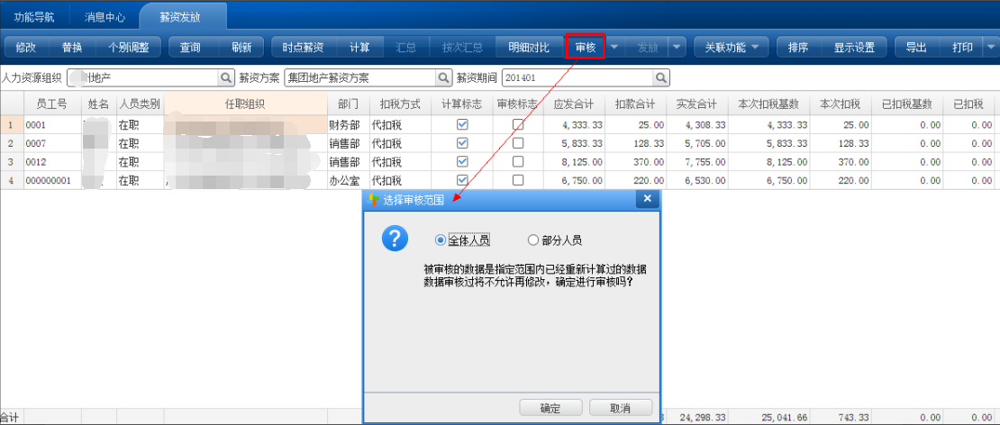 功能导航 消息中心 薪资发放
修改 替换 个别调整 查询 刷新 时点薪资 计算 汇总 按次汇总 明细对比 审核 发放 关联功能 排序 显示设置 导出 打印
人力资源组织 州地产 薪资方案 集团地产薪资方案 薪资期间 201401
员工号 姓名 人员类别 任职组织 部门 扣税方式 计算标志 审核标志 应发合计 扣款合计 实发合计 本次扣税基数 本次扣税 已扣税基数 已扣税
1 0001 在职 财务部 代扣税 4,333.33 25.00 4,308.33 4,333.33 25.00 0.00 0.00
2 0007 在职 销售部 代扣税 5,833.33 128.33 5,705.00 5,833.33 128.33 0.00 0.00
3 0012 在职 销售部 代扣税 8,125.00 370.00 7,755.00 8,125.00 370.00 0.00 0.00
4 000000001 在职 办公室 代扣税 6,750.00 220.00 6,530.00 6,750.00 220.00 0.00 0.00
选择审核范围
全体人员 部分人员
被审核的数据是指定范围内已经重新计算过的数据
数据审核过将不允许再修改，确定进行审核吗？
确定 取消
合计 3 24,298.33 25,041.66 743.33 0.00 0.00